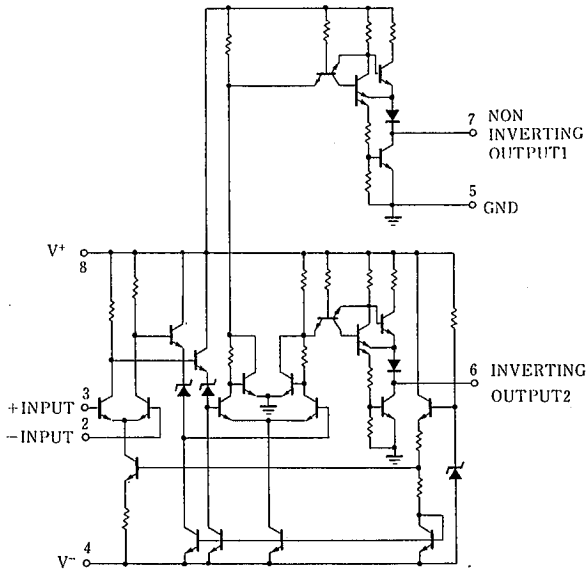 7 NON
INVERTING
OUTPUT1
5
GND
V+
8
6 INVERTING
OUTPUT2
3
+INPUT
2
-INPUT
4
V-